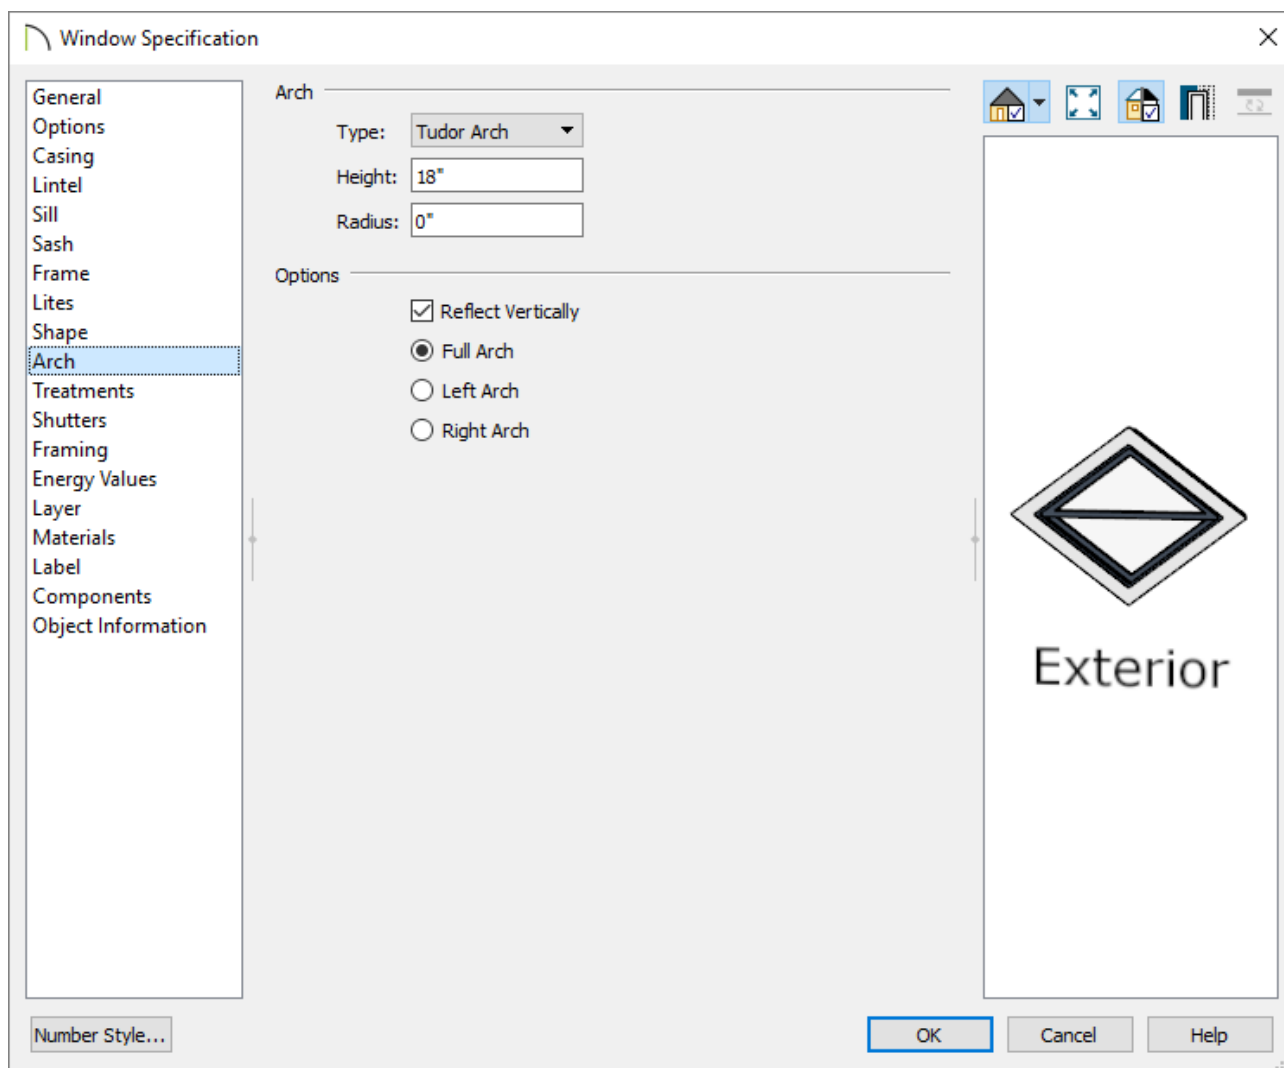 Window Specification
General
Options
Casing
Lintel
Sill
Sash
Frame
Lites
Shape
Arch
Treatments
Shutters
Framing
Energy Values
Layer
Materials
Label
Components
Object Information
Arch
Type: Tudor Arch
Height: 18"
Radius: 0"
Options
Reflect Vertically
Full Arch
Left Arch
Right Arch
Exterior
Number Style...
OK
Cancel
Help